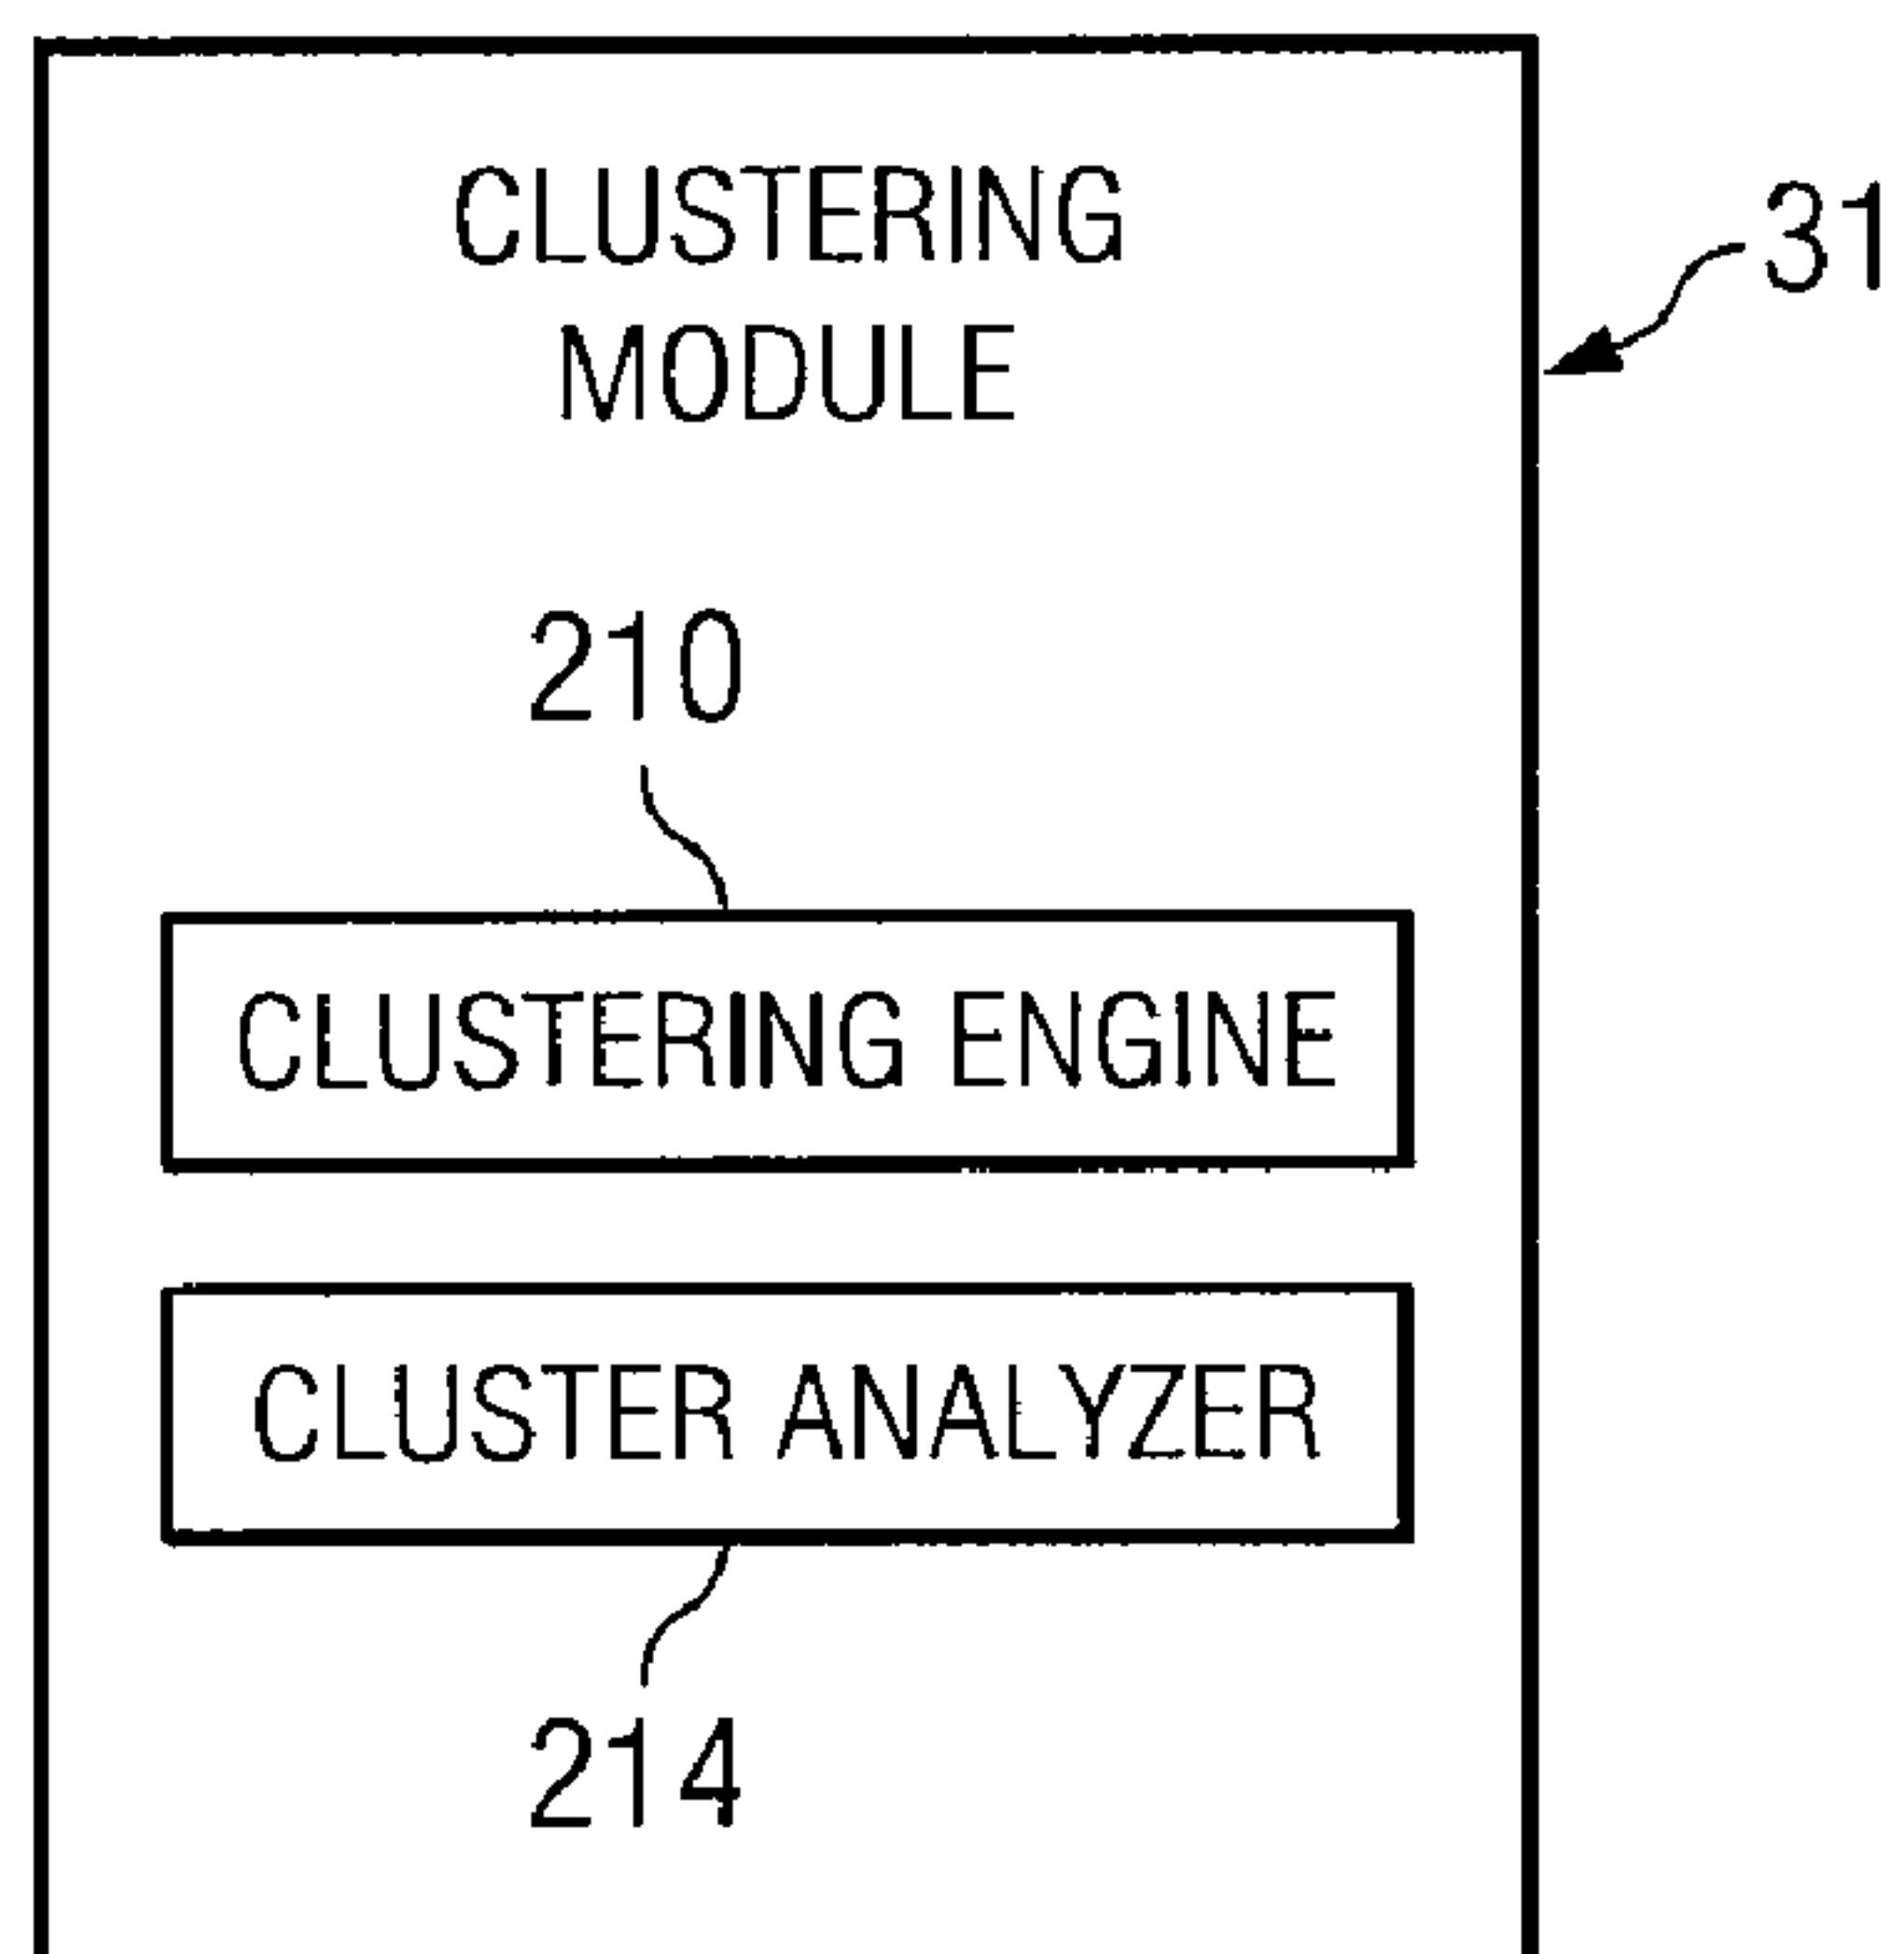 CLUSTERING
MODULE
31
210
CLUSTERING ENGINE
CLUSTER ANALYZER
214